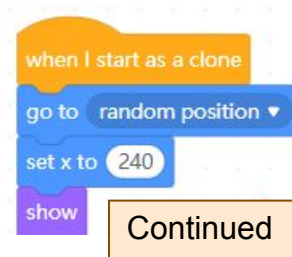 when I start as a clone
go to random position
set x to 240
show
Continued